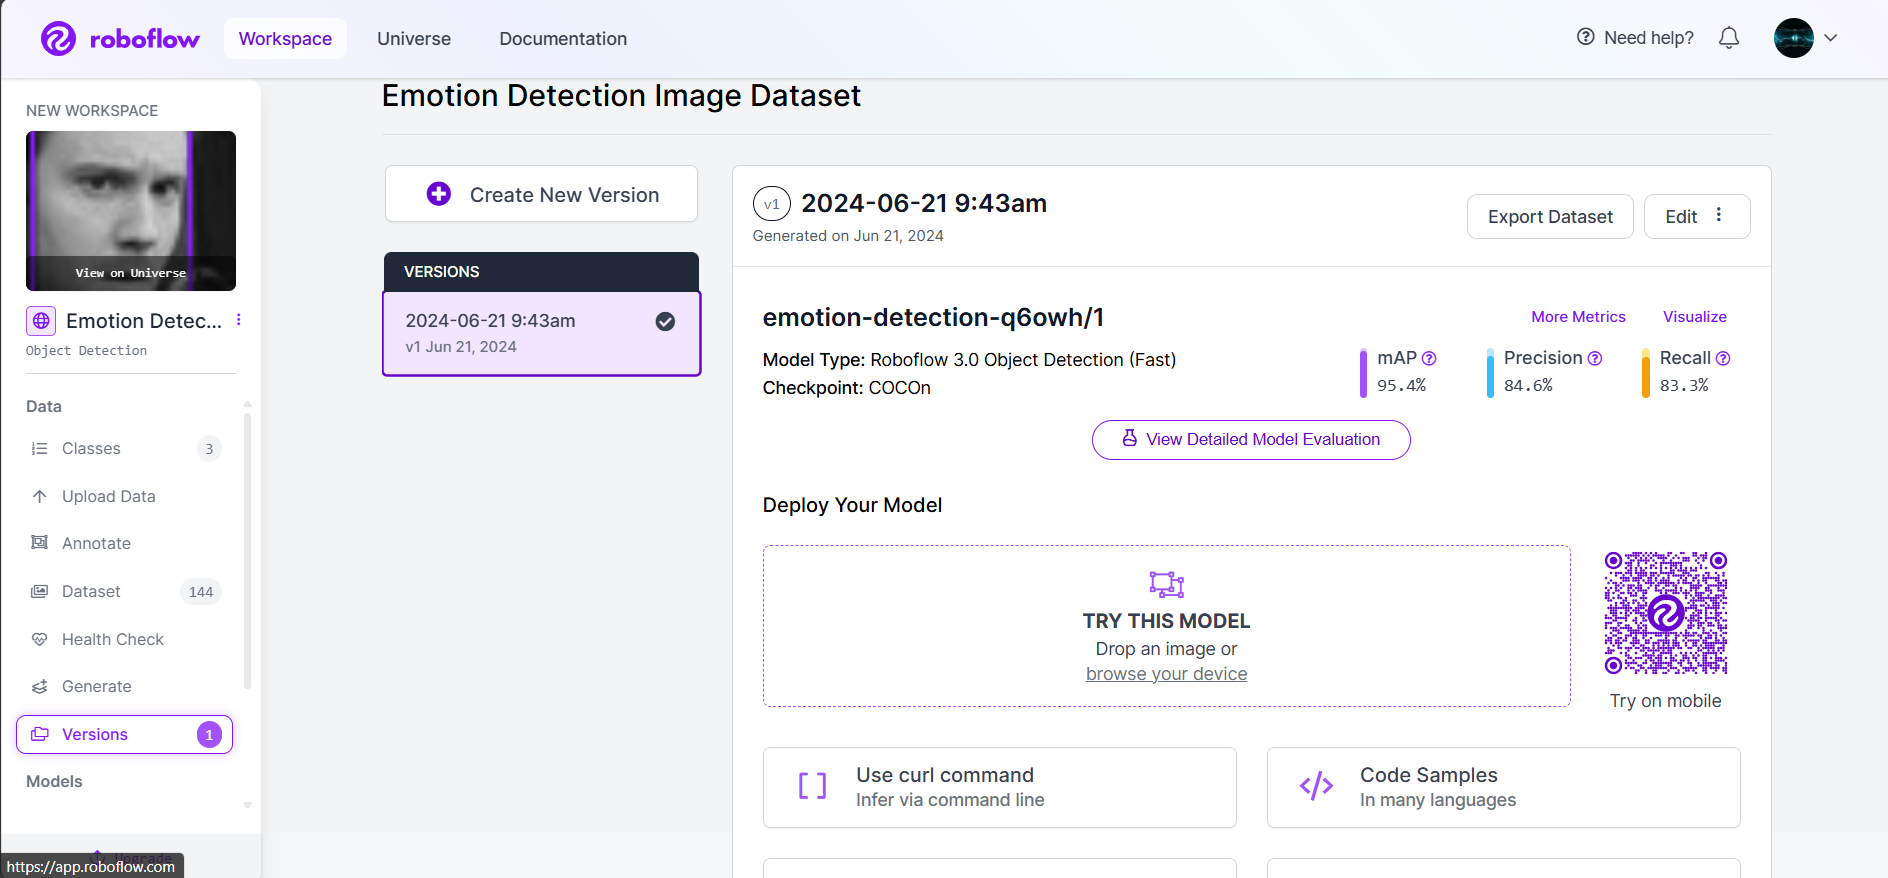 roboflow
Workspace
Universe
Documentation
Need help?
NEW WORKSPACE
View on Universe
Emotion Detec...
Object Detection
Data
Classes
3
Upload Data
Annotate
Dataset
144
Health Check
Generate
Versions
1
Models
Upgrade
https://app.roboflow.com
Emotion Detection Image Dataset
Create New Version
VERSIONS
2024-06-21 9:43am
v1 Jun 21, 2024
v1
2024-06-21 9:43am
Generated on Jun 21, 2024
Export Dataset
Edit
emotion-detection-q6owh/1
More Metrics
Visualize
Model Type: Roboflow 3.0 Object Detection (Fast)
Checkpoint: COCOn
mAP
95.4%
Precision
84.6%
Recall
83.3%
View Detailed Model Evaluation
Deploy Your Model
TRY THIS MODEL
Drop an image or
browse your device
Try on mobile
Use curl command
Infer via command line
Code Samples
In many languages